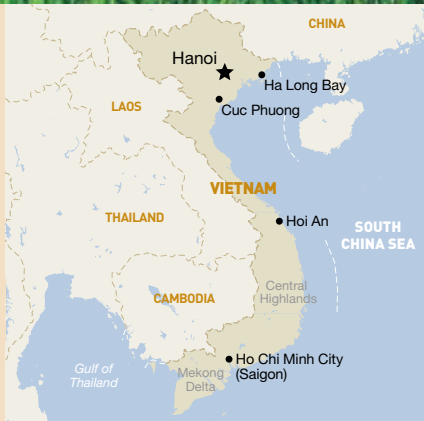 CHINA
Hanoi
Ha Long Bay
LAOS
Cuc Phuong
VIETNAM
THAILAND
Hoi An
SOUTH
CHINA SEA
CAMBODIA
Central
Highlands
Gulf of
Thailand
Mekong
Delta
Ho Chi Minh City
(Saigon)